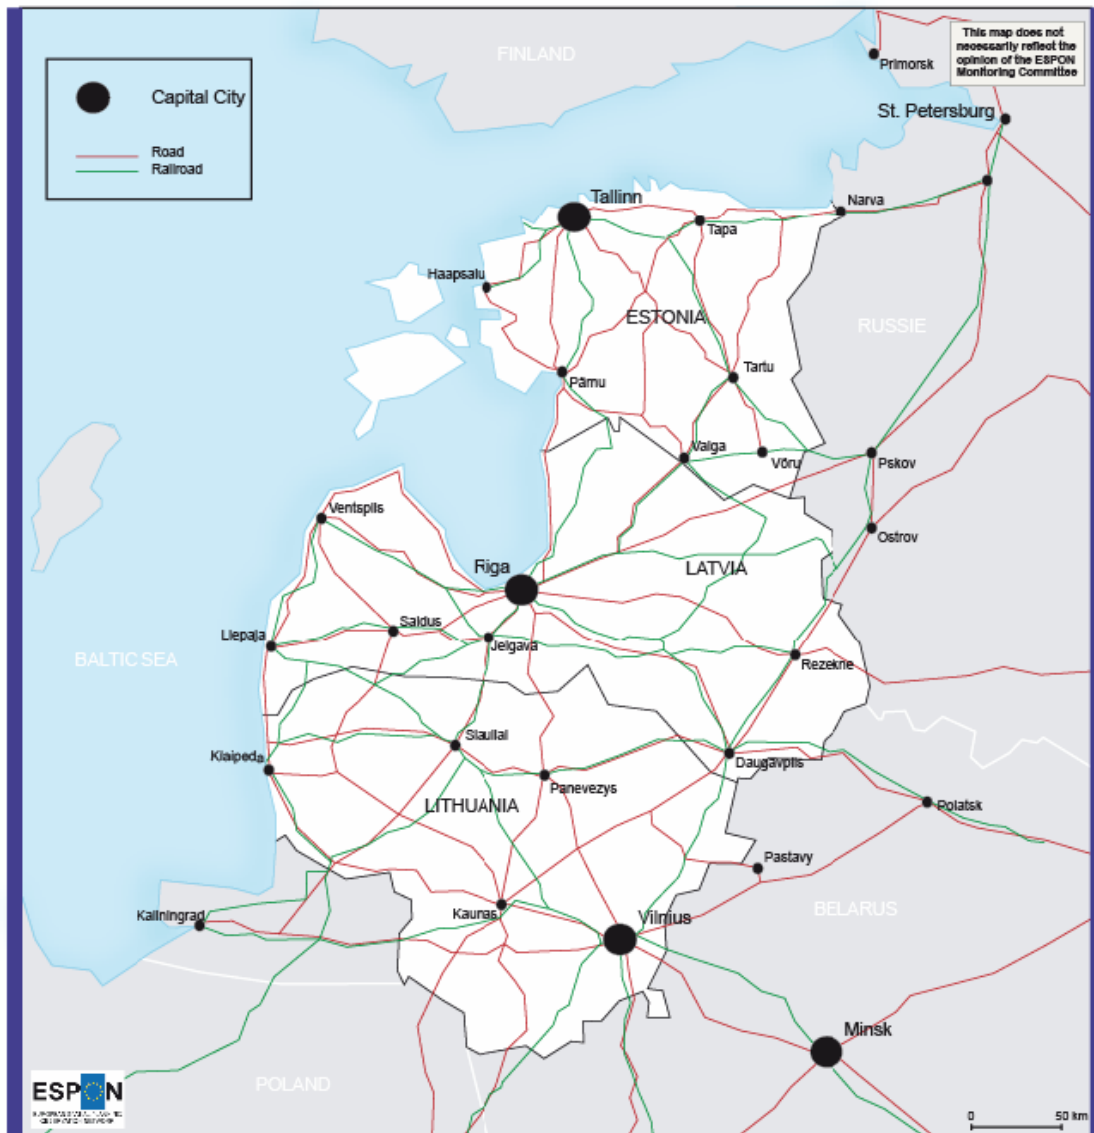 FINLAND
This map does not
necessarily reflect the
opinion of the ESPON
Monitoring Committee
Primorsk
Capital City
St. Petersburg
Road
Railroad
Tallinn
Narva
Tapa
Haapsalu
ESTONIA
RUSSIE
Pärnu
Tartu
Valga
Võru
Pskov
Ventspils
Ostrov
Riga
LATVIA
Saldus
Liepaja
Jelgava
BALTIC SEA
Rezekne
Siauliai
Klaipeda
Daugavpils
Panevezys
LITHUANIA
Polatsk
Pastavy
Kaliningrad
Kaunas
Vilnius
BELARUS
Minsk
POLAND
ESPON
0 50 km